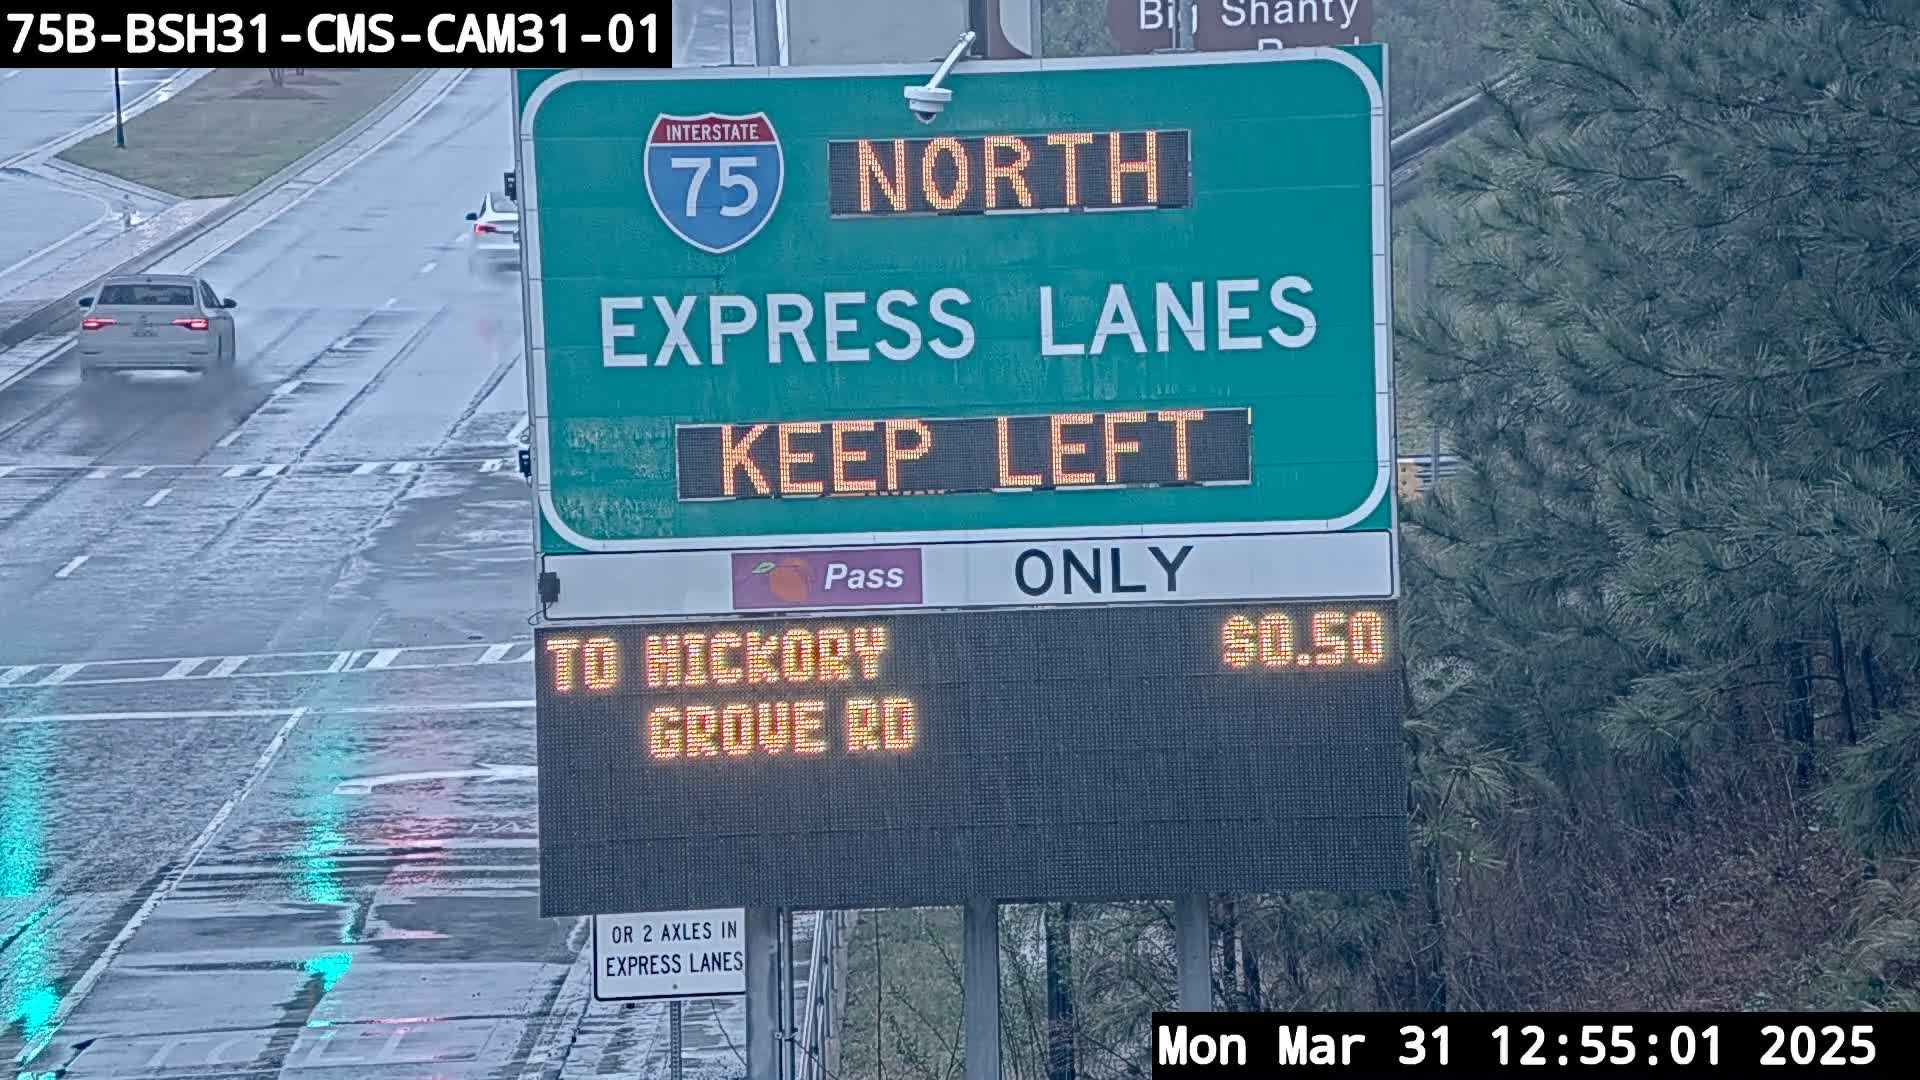 75B-BSH31-CMS-CAM31-01
Big Shanty
INTERSTATE
75
NORTH
EXPRESS LANES
KEEP LEFT
Pass ONLY
TO HICKORY $0.50
GROVE RD
OR 2 AXLES IN
EXPRESS LANES
Mon Mar 31 12:55:01 2025